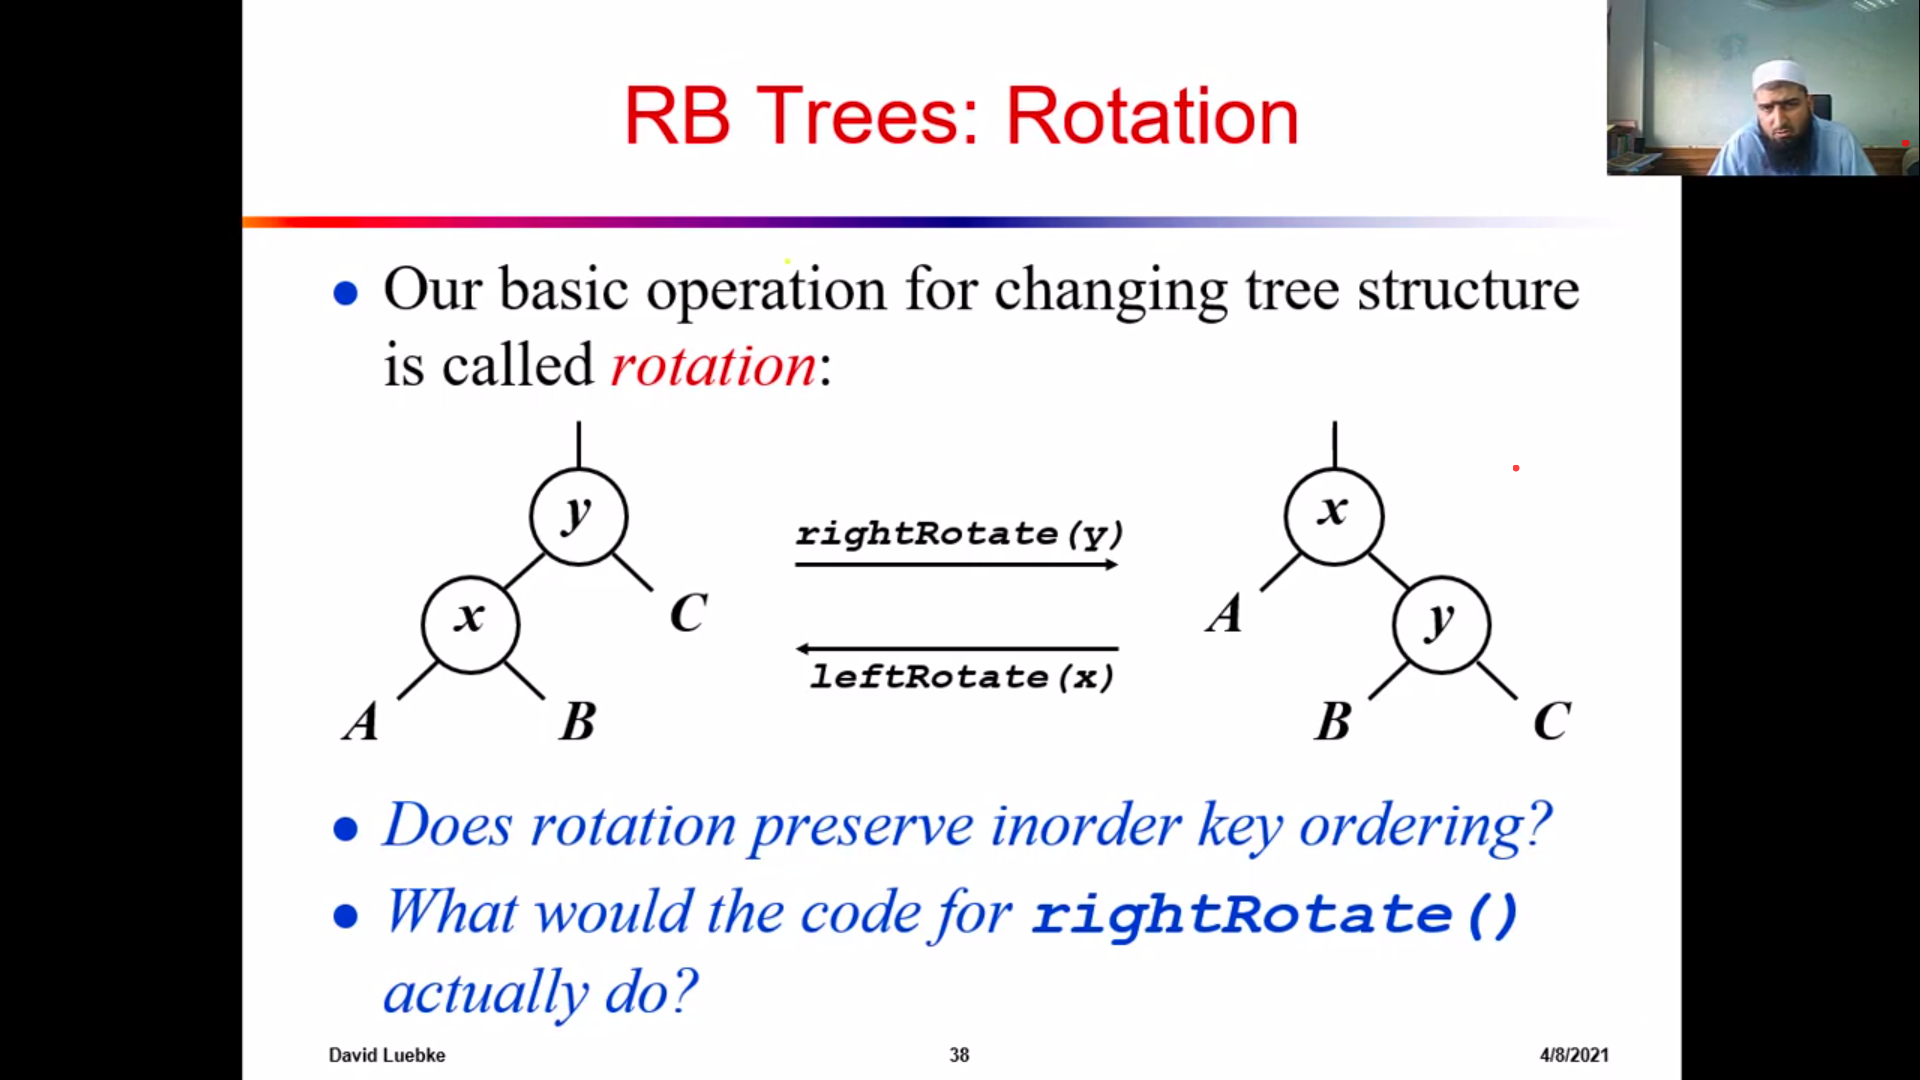 RB Trees: Rotation
● Our basic operation for changing tree structure
is called rotation:
y
x
C
A
B
rightRotate(y)
leftRotate(x)
x
A
y
B
C
● Does rotation preserve inorder key ordering?
● What would the code for rightRotate()
actually do?
David Luebke
38
4/8/2021